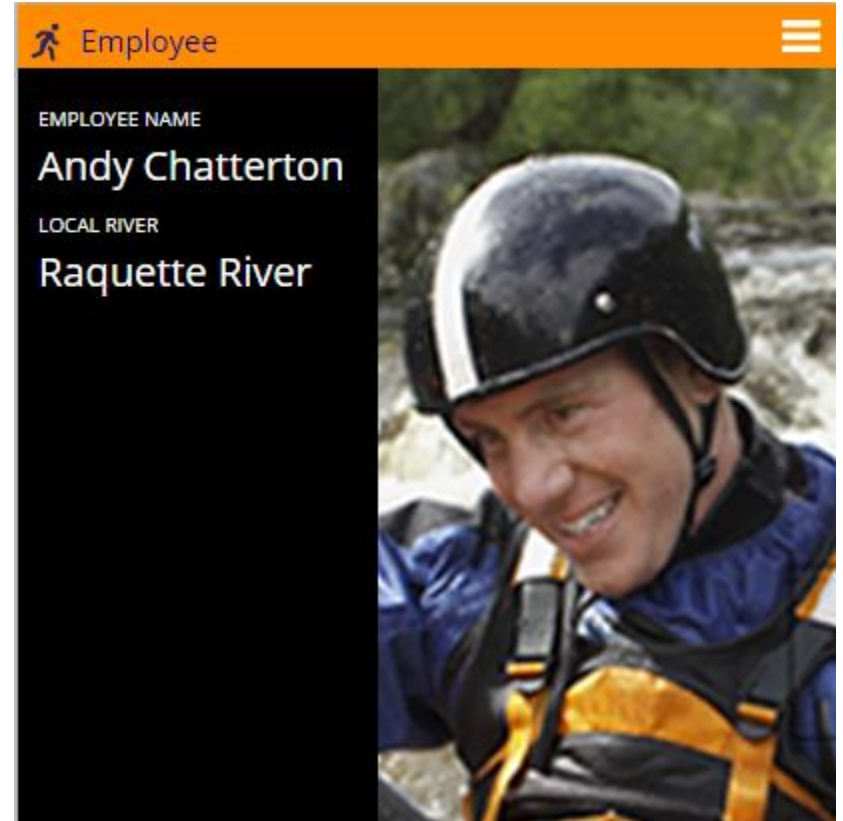 Employee
EMPLOYEE NAME
Andy Chatterton
LOCAL RIVER
Raquette River